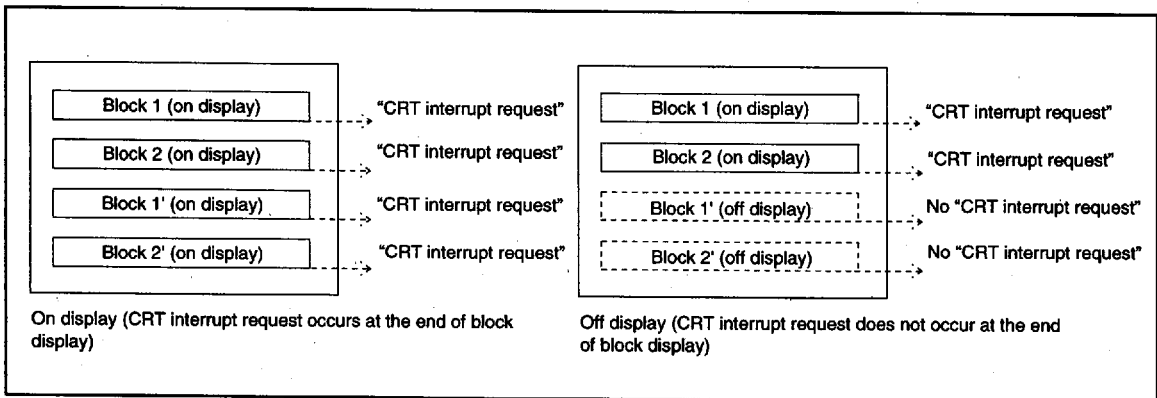 Block 1 (on display)
"CRT interrupt request"
Block 2 (on display)
"CRT interrupt request"
Block 1' (on display)
"CRT interrupt request"
Block 2' (on display)
"CRT interrupt request"
On display (CRT interrupt request occurs at the end of block
display)
Block 1 (on display)
"CRT interrupt request"
Block 2 (on display)
"CRT interrupt request"
Block 1' (off display)
No "CRT interrupt request"
Block 2' (off display)
No "CRT interrupt request"
Off display (CRT interrupt request does not occur at the end
of block display)